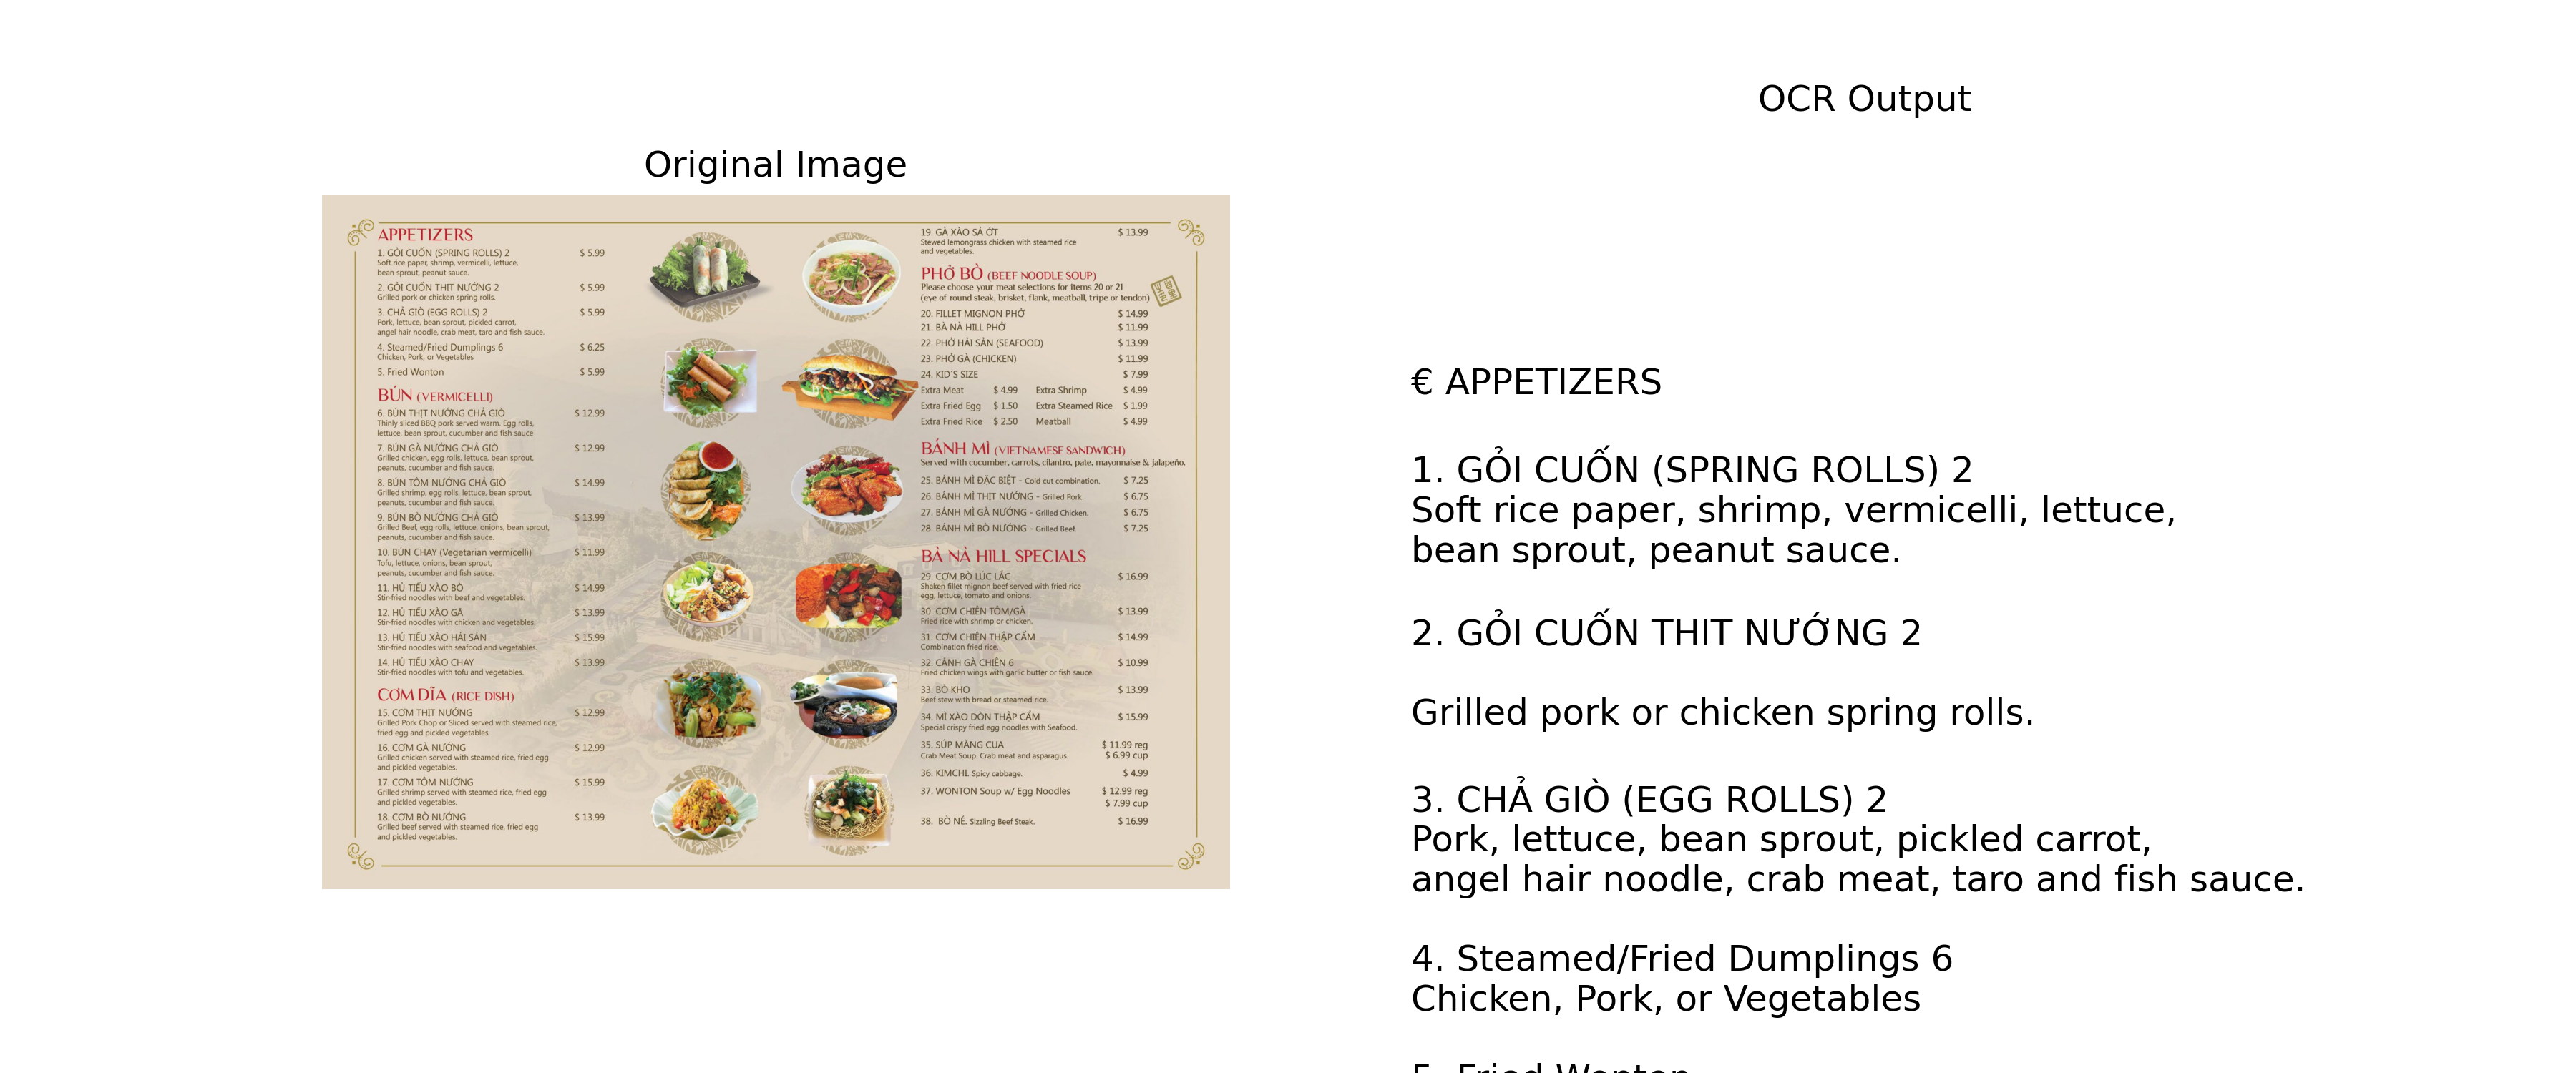 Original Image
APPETIZERS
1. GỎI CUỐN (SPRING ROLLS) 2 $ 5.99
Soft rice paper, shrimp, vermicelli, lettuce,
bean sprout, peanut sauce.
2. GỎI CUỐN THIT NƯỚNG 2 $ 5.99
Grilled pork or chicken spring rolls.
3. CHẢ GIÒ (EGG ROLLS) 2 $ 5.99
Pork, lettuce, bean sprout, pickled carrot,
angel hair noodle, crab meat, taro and fish sauce.
4. Steamed/Fried Dumplings 6 $ 6.25
Chicken, Pork, or Vegetables
5. Fried Wonton $ 5.99
BÚN (VERMICELLI)
6. BÚN THỊT NƯỚNG CHẢ GIÒ $ 12.99
Thinly sliced BBQ pork served warm. Egg rolls,
lettuce, bean sprout, cucumber and fish sauce
7. BÚN GÀ NƯỚNG CHẢ GIÒ $ 12.99
Grilled chicken, egg rolls, lettuce, bean sprout,
peanuts, cucumber and fish sauce.
8. BÚN TÔM NƯỚNG CHẢ GIÒ $ 14.99
Grilled shrimp, egg rolls, lettuce, bean sprout,
peanuts, cucumber and fish sauce.
9. BÚN BÒ NƯỚNG CHẢ GIÒ $ 13.99
Grilled Beef, egg rolls, lettuce, onions, bean sprout,
peanuts, cucumber and fish sauce.
10. BÚN CHAY (Vegetarian vermicelli) $ 11.99
Tofu, lettuce, onions, bean sprout,
peanuts, cucumber and fish sauce.
11. HỦ TIẾU XÀO BÒ $ 14.99
Stir-fried noodles with beef and vegetables.
12. HỦ TIẾU XÀO GÀ $ 13.99
Stir-fried noodles with chicken and vegetables.
13. HỦ TIẾU XÀO HẢI SẢN $ 15.99
Stir-fried noodles with seafood and vegetables.
14. HỦ TIẾU XÀO CHAY $ 13.99
Stir-fried noodles with tofu and vegetables.
CƠM DĨA (RICE DISH)
15. CƠM THỊT NƯỚNG $ 12.99
Grilled Pork Chop or Sliced served with steamed rice,
fried egg and pickled vegetables.
16. CƠM GÀ NƯỚNG $ 12.99
Grilled chicken served with steamed rice, fried egg
and pickled vegetables.
17. CƠM TÔM NƯỚNG $ 15.99
Grilled shrimp served with steamed rice, fried egg
and pickled vegetables.
18. CƠM BÒ NƯỚNG $ 13.99
Grilled beef served with steamed rice, fried egg
and pickled vegetables.
19. GÀ XÀO SẢ ỚT $ 13.99
Stewed lemongrass chicken with steamed rice
and vegetables.
PHỞ BÒ (BEEF NOODLE SOUP)
Please choose your meat selections for items 20 or 21
(eye of round steak, brisket, flank, meatball, tripe or tendon)
20. FILLET MIGNON PHỞ $ 14.99
21. BÀ NÀ HILL PHỞ $ 11.99
22. PHỞ HẢI SẢN (SEAFOOD) $ 13.99
23. PHỞ GÀ (CHICKEN) $ 11.99
24. KID'S SIZE $ 7.99
Extra Meat $ 4.99 Extra Shrimp $ 4.99
Extra Fried Egg $ 1.50 Extra Steamed Rice $ 1.99
Extra Fried Rice $ 2.50 Meatball $ 4.99
BÁNH MÌ (VIETNAMESE SANDWICH)
Served with cucumber, carrots, cilantro, pate, mayonnaise & jalapeño.
25. BÁNH MÌ ĐẶC BIỆT - Cold cut combination. $ 7.25
26. BÁNH MÌ THỊT NƯỚNG - Grilled Pork. $ 6.75
27. BÁNH MÌ GÀ NƯỚNG - Grilled Chicken. $ 6.75
28. BÁNH MÌ BÒ NƯỚNG - Grilled Beef. $ 7.25
BÀ NÀ HILL SPECIALS
29. CƠM BÒ LÚC LẮC $ 16.99
Shaken fillet mignon beef served with fried rice
egg, lettuce, tomato and onions.
30. CƠM CHIÊN TÔM/GÀ $ 13.99
Fried rice with shrimp or chicken.
31. CƠM CHIÊN THẬP CẨM $ 14.99
Combination fried rice.
32. CÁNH GÀ CHIÊN 6 $ 10.99
Fried chicken wings with garlic butter or fish sauce.
33. BÒ KHO $ 13.99
Beef stew with bread or steamed rice.
34. MÌ XÀO DÒN THẬP CẨM $ 15.99
Special crispy fried egg noodles with Seafood.
35. SÚP MĂNG CUA $ 11.99 reg
Crab Meat Soup. Crab meat and asparagus. $ 6.99 cup
36. KIMCHI. Spicy cabbage. $ 4.99
37. WONTON Soup w/ Egg Noodles $ 12.99 reg
$ 7.99 cup
38. BÒ NÉ. Sizzling Beef Steak. $ 16.99
OCR Output
€ APPETIZERS
1. GỎI CUỐN (SPRING ROLLS) 2
Soft rice paper, shrimp, vermicelli, lettuce,
bean sprout, peanut sauce.
2. GỎI CUỐN THIT NƯỚNG 2
Grilled pork or chicken spring rolls.
3. CHẢ GIÒ (EGG ROLLS) 2
Pork, lettuce, bean sprout, pickled carrot,
angel hair noodle, crab meat, taro and fish sauce.
4. Steamed/Fried Dumplings 6
Chicken, Pork, or Vegetables
5. Fried Wonton